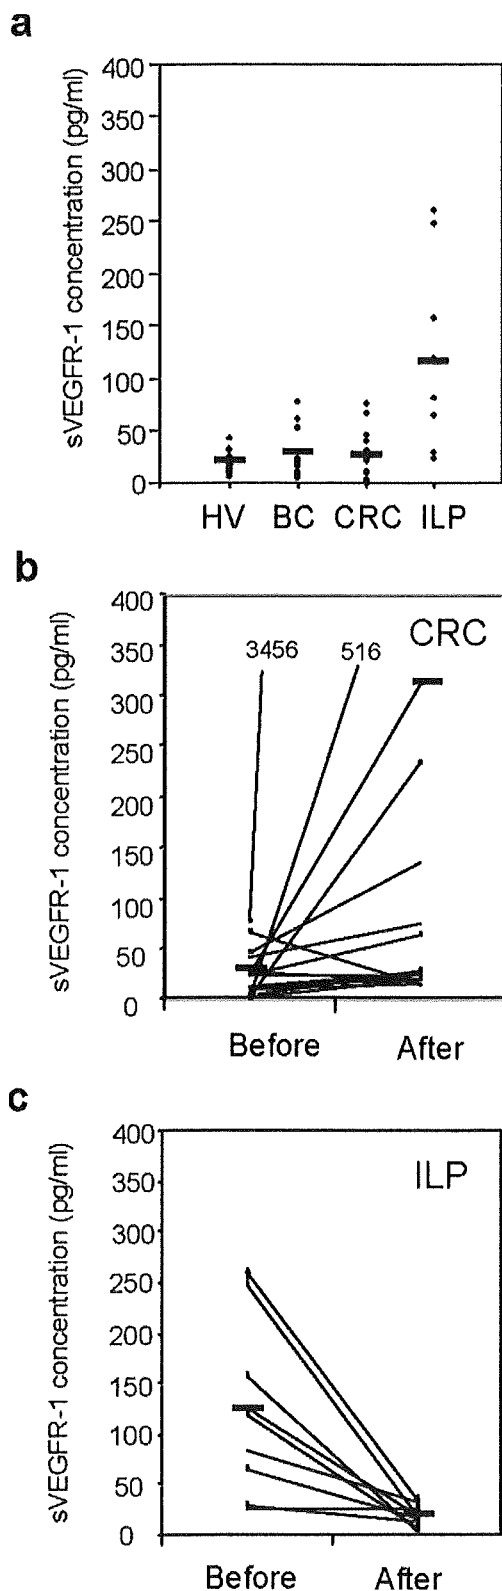 a
sVEGFR-1 concentration (pg/ml)
400
350
300
250
200
150
100
50
0
HV BC CRC ILP
b
sVEGFR-1 concentration (pg/ml)
400
350
300
250
200
150
100
50
0
3456 516 CRC
Before After
c
sVEGFR-1 concentration (pg/ml)
400
350
300
250
200
150
100
50
0
ILP
Before After